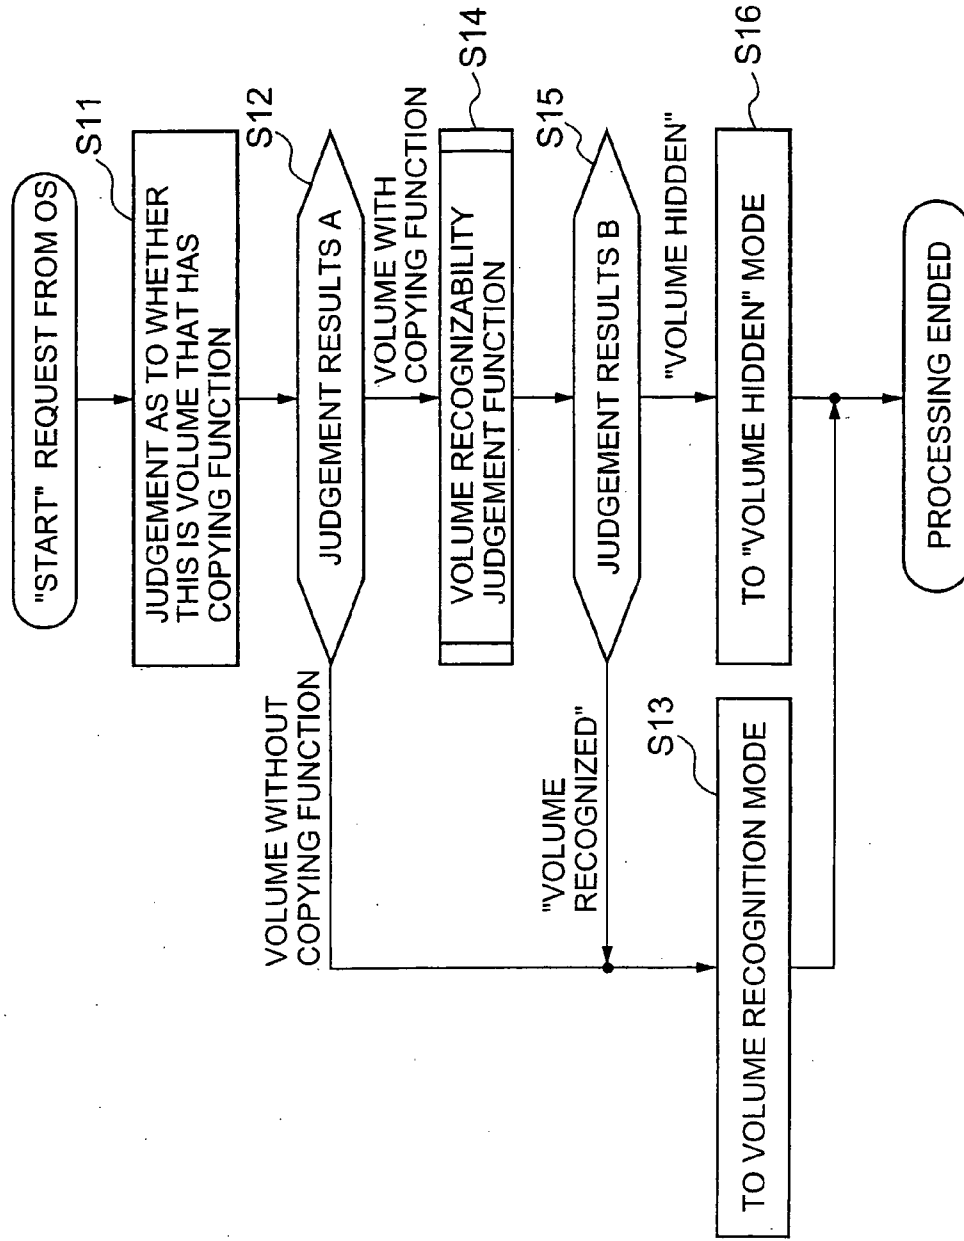 "START" REQUEST FROM OS
S11
JUDGEMENT AS TO WHETHER
THIS IS VOLUME THAT HAS
COPYING FUNCTION
S12
JUDGEMENT RESULTS A
VOLUME WITHOUT
COPYING FUNCTION
VOLUME WITH
COPYING FUNCTION
S14
VOLUME RECOGNIZABILITY
JUDGEMENT FUNCTION
S15
JUDGEMENT RESULTS B
"VOLUME
RECOGNIZED"
"VOLUME HIDDEN"
S13
TO VOLUME RECOGNITION MODE
S16
TO "VOLUME HIDDEN" MODE
PROCESSING ENDED